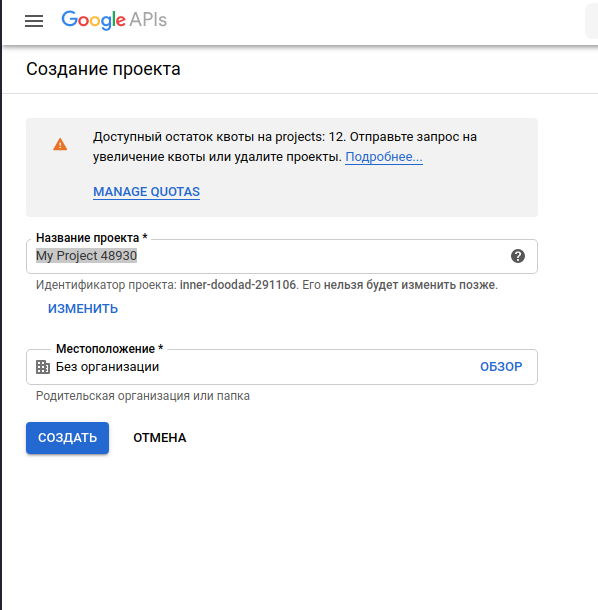 Google APIs
Создание проекта
Доступный остаток квоты на projects: 12. Отправьте запрос на
увеличение квоты или удалите проекты. Подробнее...
MANAGE QUOTAS
Название проекта *
My Project 48930
Идентификатор проекта: inner-doodad-291106. Его нельзя будет изменить позже.
ИЗМЕНИТЬ
Местоположение *
Без организации ОБЗОР
Родительская организация или папка
СОЗДАТЬ ОТМЕНА